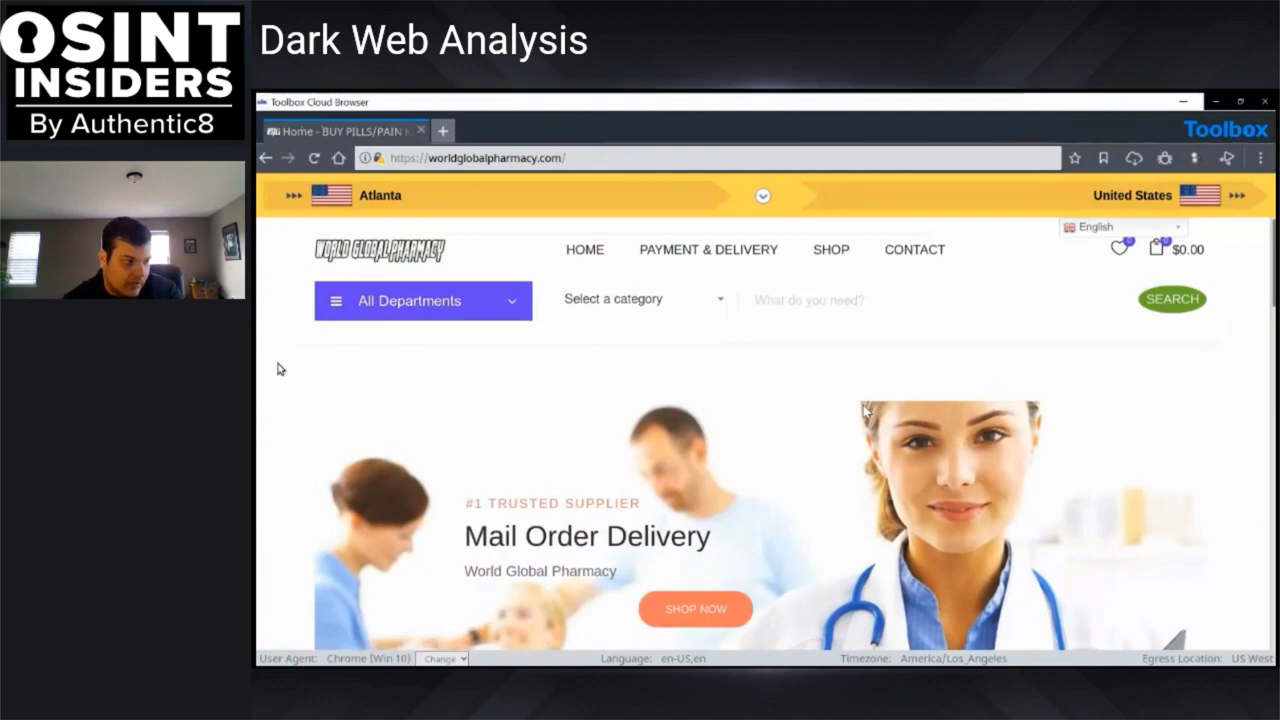 OSINT
INSIDERS
By Authentic8
Dark Web Analysis
Toolbox Cloud Browser
Home - BUY PILLS/PAIN
Toolbox
https://worldglobalpharmacy.com/
Atlanta
United States
English
WORLD GLOBAL PHARMACY
HOME
PAYMENT & DELIVERY
SHOP
CONTACT
0
0
$0.00
All Departments
Select a category
What do you need?
SEARCH
#1 TRUSTED SUPPLIER
Mail Order Delivery
World Global Pharmacy
SHOP NOW
User Agent: Chrome (Win 10) Change
Language: en-US,en
Timezone: America/Los_Angeles
Egress Location: US West